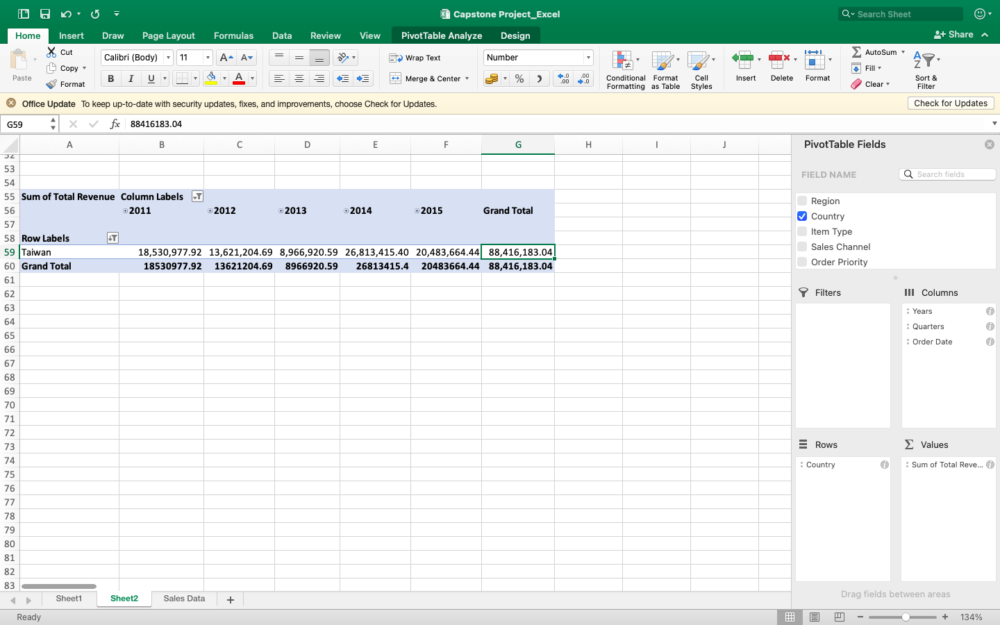 Capstone Project_Excel
Search Sheet
Home Insert Draw Page Layout Formulas Data Review View PivotTable Analyze Design Share
Paste Cut Copy Format
Calibri (Body) 11 A A
B I U A
Wrap Text
Merge & Center
Number
% .0 .00 .00 .0
Conditional Formatting
Format as Table
Cell Styles
Insert Delete Format
AutoSum
Fill
Clear
A Z
Sort & Filter
Office Update To keep up-to-date with security updates, fixes, and improvements, choose Check for Updates. Check for Updates
G59 fx 88416183.04
A B C D E F G H I J
52
53
54
55 Sum of Total Revenue Column Labels
56 2011 2012 2013 2014 2015 Grand Total
57
58 Row Labels
59 Taiwan 18,530,977.92 13,621,204.69 8,966,920.59 26,813,415.40 20,483,664.44 88,416,183.04
60 Grand Total 18530977.92 13621204.69 8966920.59 26813415.4 20483664.44 88,416,183.04
61
62
63
64
65
66
67
68
69
70
71
72
73
74
75
76
77
78
79
80
81
82
83
PivotTable Fields
FIELD NAME Search fields
Region
Country
Item Type
Sales Channel
Order Priority
Filters
Columns
Years
Quarters
Order Date
Rows
Country
Values
Sum of Total Reve...
Drag fields between areas
Sheet1 Sheet2 Sales Data +
Ready 134%